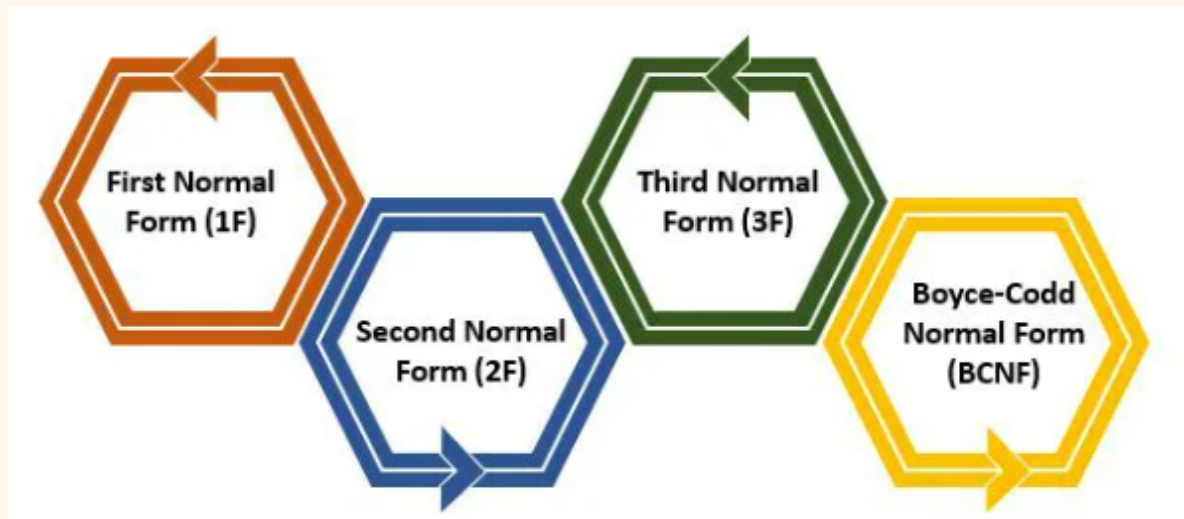 First Normal
Form (1F)
Second Normal
Form (2F)
Third Normal
Form (3F)
Boyce-Codd
Normal Form
(BCNF)